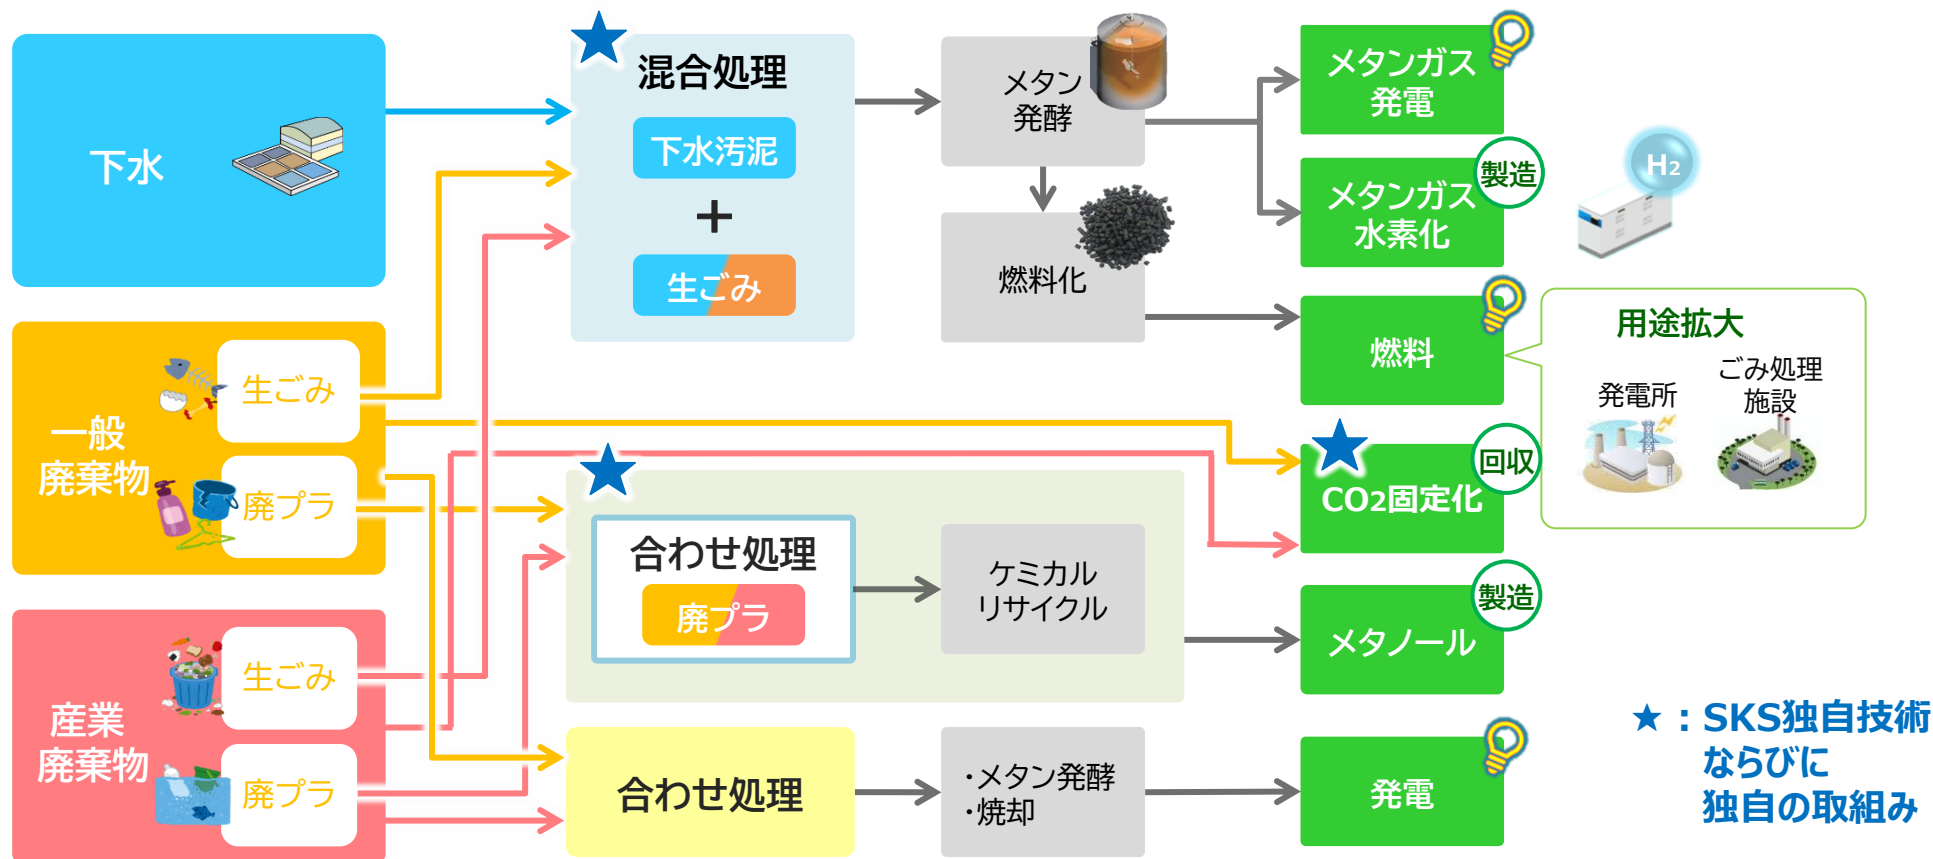 下水
一般
廃棄物
生ごみ
廃プラ
産業
廃棄物
生ごみ
廃プラ
混合処理
下水汚泥
+
生ごみ
合わせ処理
廃プラ
合わせ処理
メタン
発酵
燃料化
ケミカル
リサイクル
・メタン発酵
・焼却
メタンガス
発電
メタンガス
水素化
製造
H2
燃料
用途拡大
発電所
ごみ処理
施設
CO2固定化
回収
メタノール
製造
発電
★：SKS独自技術
ならびに
独自の取組み